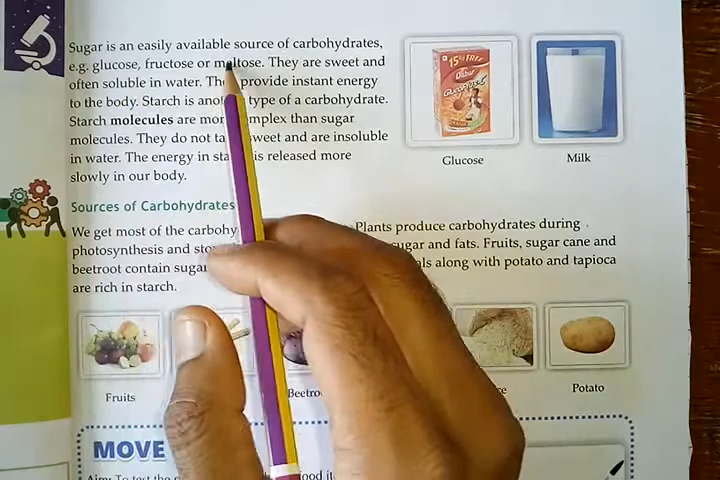 Sugar is an easily available source of carbohydrates,
e.g. glucose, fructose or maltose. They are sweet and
often soluble in water. provide instant energy
to the body. Starch is type of a carbohydrate.
Starch molecules are than sugar
molecules. They do not sweet and are insoluble
in water. The energy in is released more
slowly in our body.
15% FREE
Dabur
Glucose
Milk
Sources of Carbohydrates
We get most of the Plants produce carbohydrates during
photosynthesis and sugar and fats. Fruits, sugar cane and
beetroot contain along with potato and tapioca
are rich in starch.
Fruits
Potato
MOVE
Aim: To test the